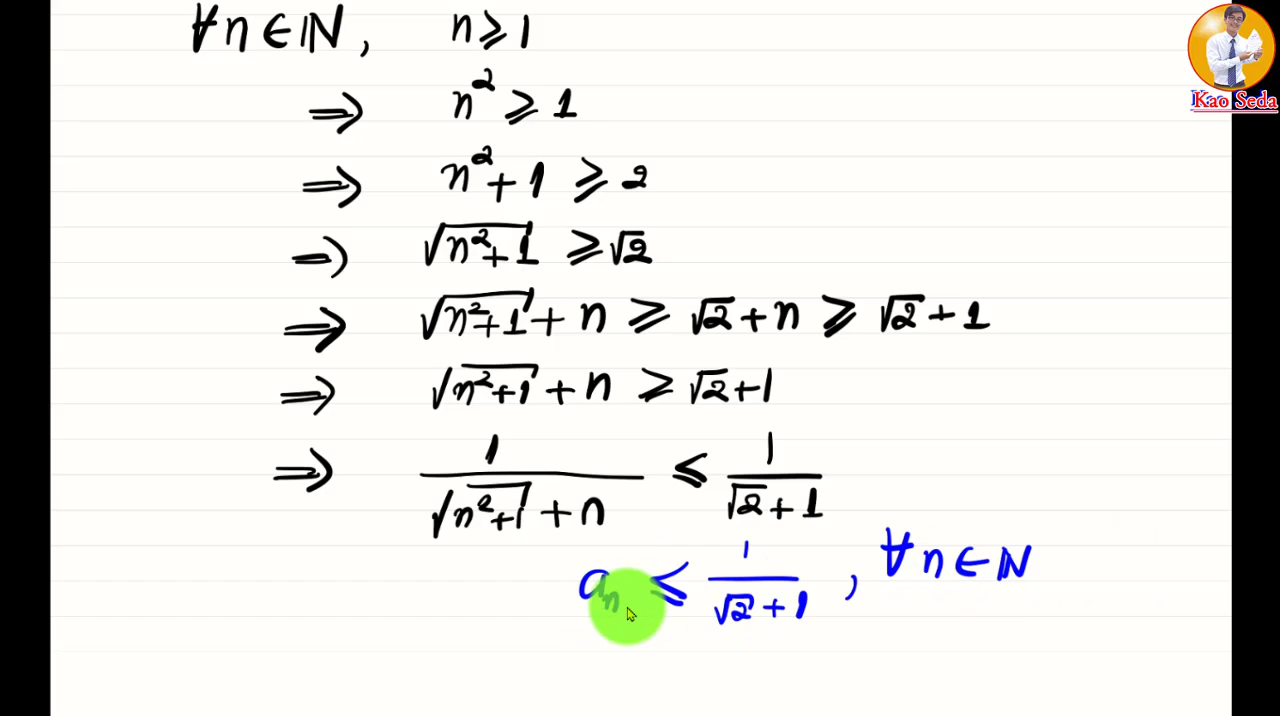 ∀n∈ℕ, n ⩾ 1
⇒ n² ⩾ 1
⇒ n²+1 ⩾ 2
⇒ √(n²+1) ⩾ √2
⇒ √(n²+1) + n ⩾ √2 + n ⩾ √2 + 1
⇒ √(n²+1) + n ⩾ √2 + 1
⇒ 1/(√(n²+1) + n) ⩽ 1/(√2 + 1)
aₙ ⩽ 1/(√2 + 1), ∀n∈ℕ
Kao Seda